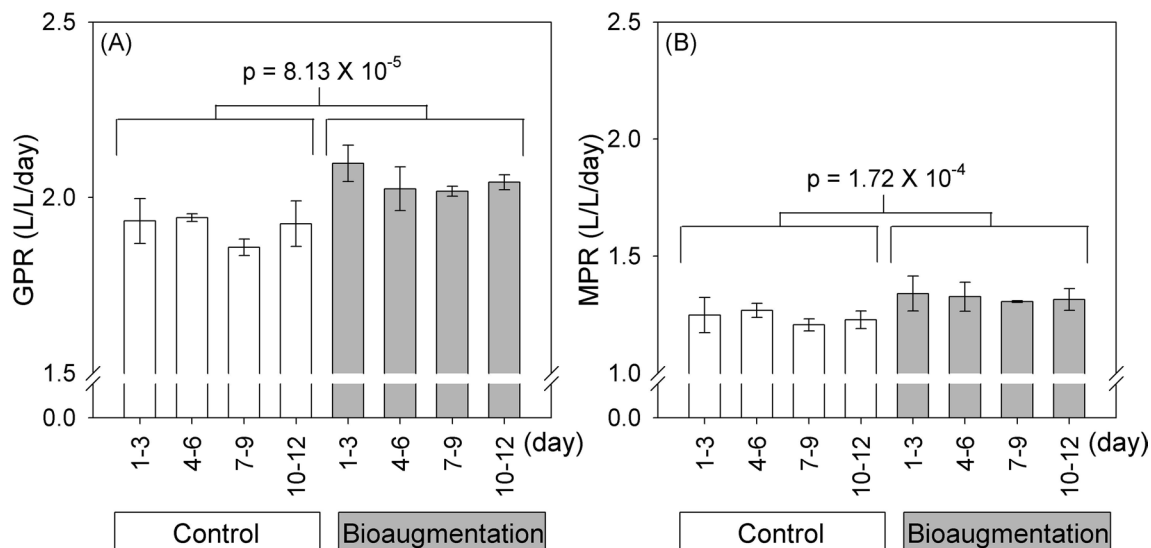 (A)
GPR (L/L/day)
2.5
2.0
1.5
0.0
p = 8.13 X 10⁻⁵
1-3
4-6
7-9
10-12
1-3
4-6
7-9
10-12
(day)
Control
Bioaugmentation
(B)
MPR (L/L/day)
2.5
2.0
1.5
1.0
0.0
p = 1.72 X 10⁻⁴
1-3
4-6
7-9
10-12
1-3
4-6
7-9
10-12
(day)
Control
Bioaugmentation